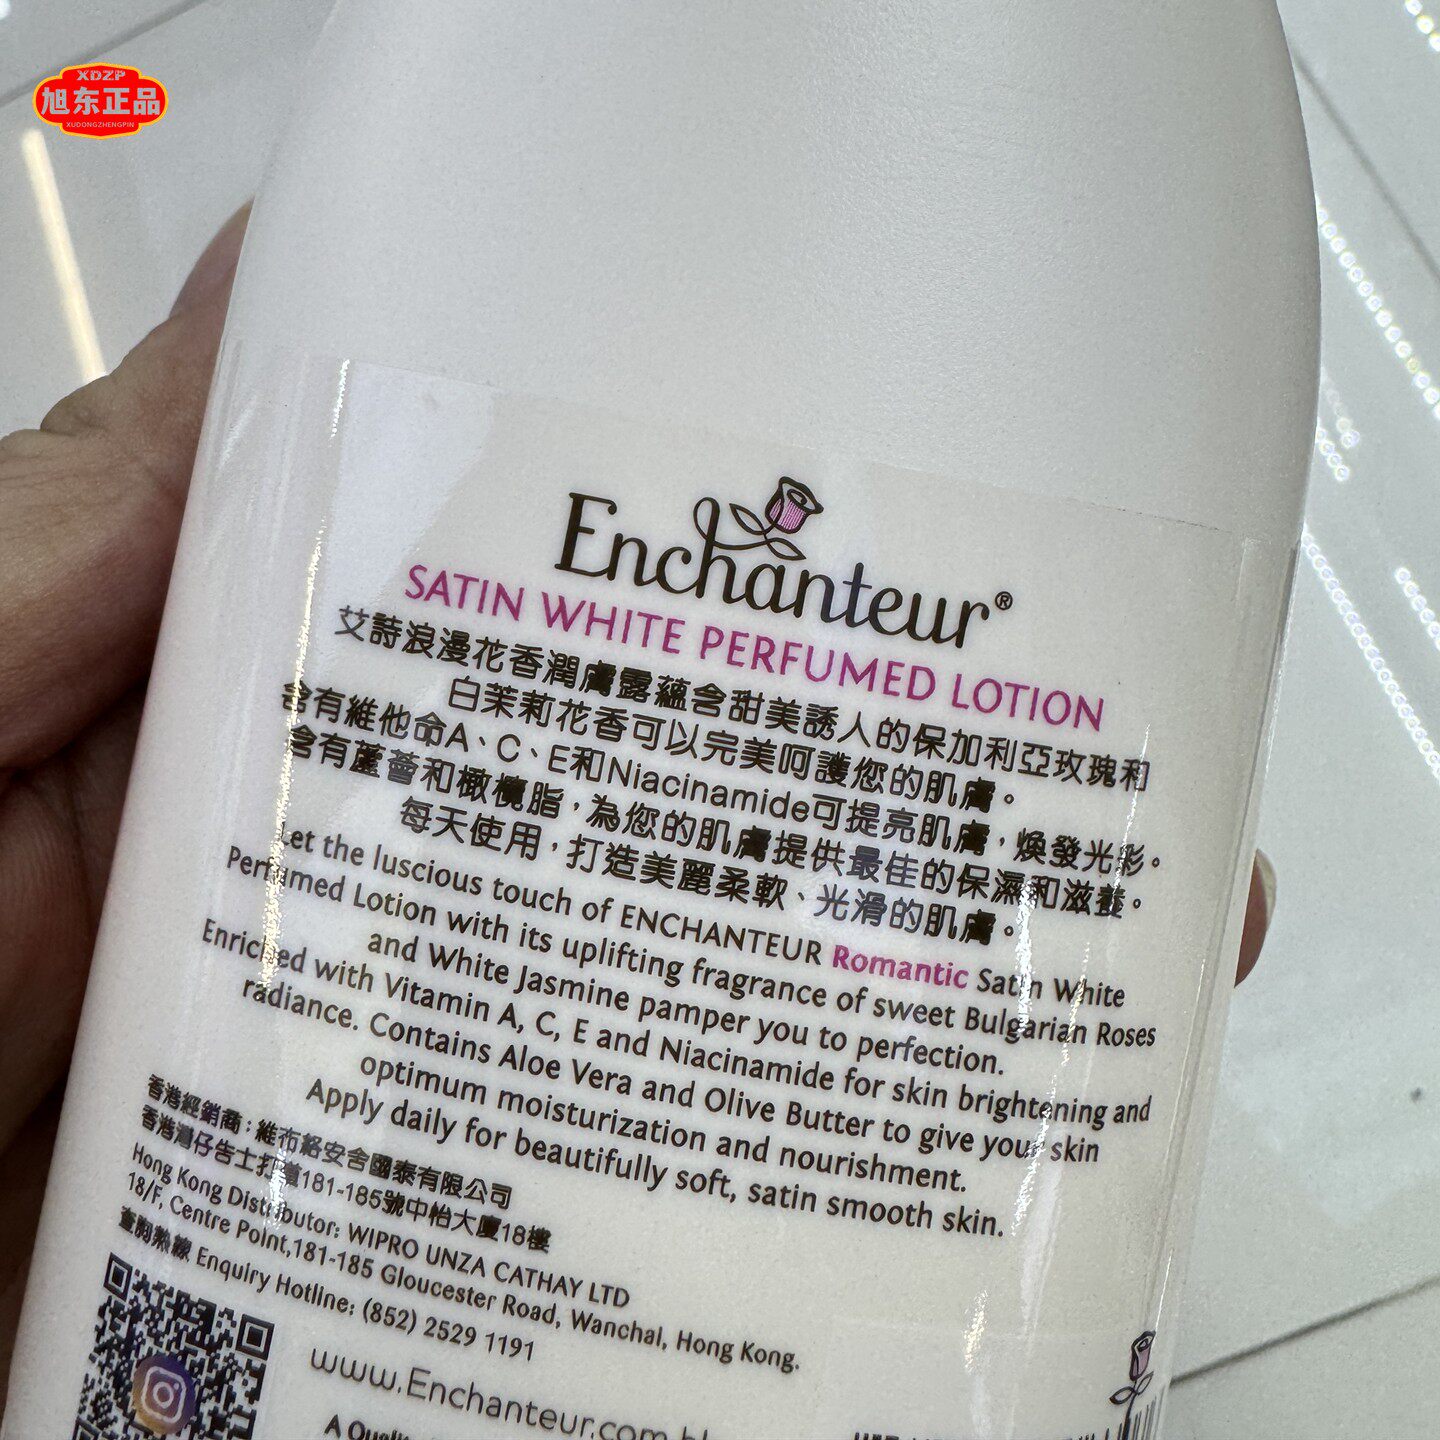 XDZP
旭东正品
XUDONGZHENGPIN
Enchanteur®
SATIN WHITE PERFUMED LOTION
艾詩浪漫花香潤膚露蘊含甜美誘人的保加利亞玫瑰和
白茉莉花香可以完美呵護您的肌膚。
含有維他命A、C、E和Niacinamide可提亮肌膚，煥發光彩。
含有蘆薈和橄欖脂，為您的肌膚提供最佳的保濕和滋養。
每天使用，打造美麗柔軟、光滑的肌膚。
Let the luscious touch of ENCHANTEUR Romantic Satin White
Perfumed Lotion with its uplifting fragrance of sweet Bulgarian Roses
and White Jasmine pamper you to perfection.
Enriched with Vitamin A, C, E and Niacinamide for skin brightening and
radiance. Contains Aloe Vera and Olive Butter to give your skin
optimum moisturization and nourishment.
Apply daily for beautifully soft, satin smooth skin.
香港經銷商：維布絡安舍國泰有限公司
香港灣仔告士打道181-185號中怡大廈18樓
Hong Kong Distributor: WIPRO UNZA CATHAY LTD
18/F, Centre Point,181-185 Gloucester Road, Wanchai, Hong Kong.
查詢熱線 Enquiry Hotline: (852) 2529 1191
www.Enchanteur.com.hk
A